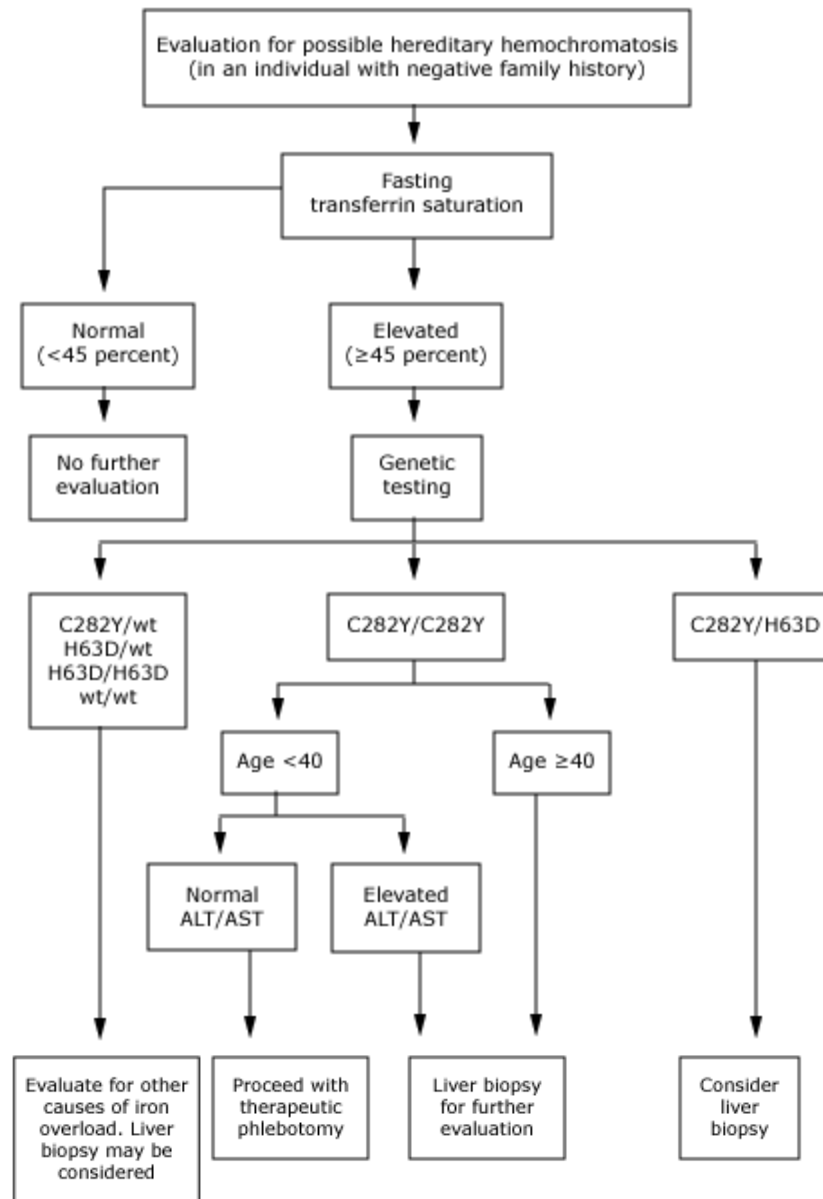 Evaluation for possible hereditary hemochromatosis
(in an individual with negative family history)
Fasting
transferrin saturation
Normal
(<45 percent)
Elevated
(≥45 percent)
No further
evaluation
Genetic
testing
C282Y/wt
H63D/wt
H63D/H63D
wt/wt
C282Y/C282Y
C282Y/H63D
Age <40
Age ≥40
Normal
ALT/AST
Elevated
ALT/AST
Evaluate for other
causes of iron
overload. Liver
biopsy may be
considered
Proceed with
therapeutic
phlebotomy
Liver biopsy
for further
evaluation
Consider
liver
biopsy